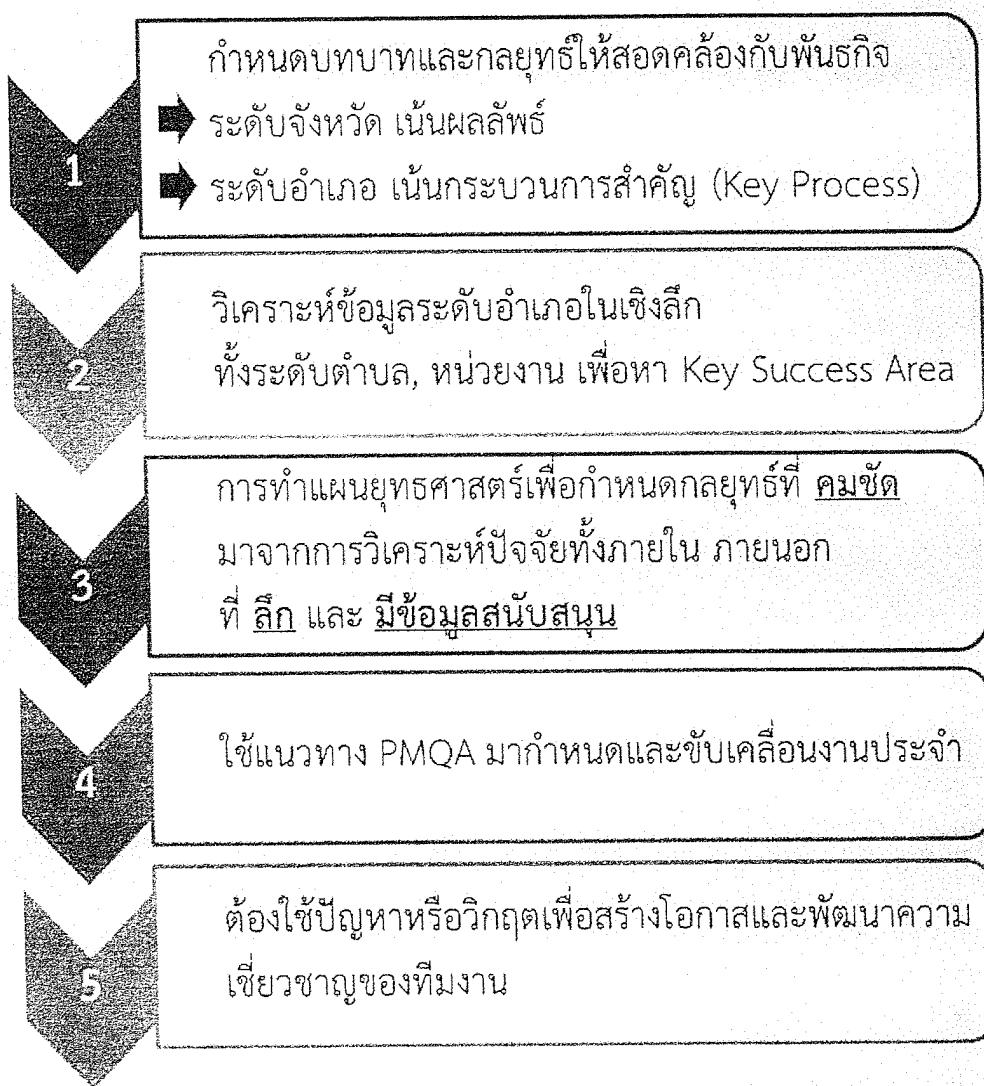 1
กำหนดบทบาทและกลยุทธ์ให้สอดคล้องกับพันธกิจ
ระดับจังหวัด เน้นผลลัพธ์
ระดับอำเภอ เน้นกระบวนการสำคัญ (Key Process)
2
วิเคราะห์ข้อมูลระดับอำเภอในเชิงลึก
ทั้งระดับตำบล, หน่วยงาน เพื่อหา Key Success Area
3
การทำแผนยุทธศาสตร์เพื่อกำหนดกลยุทธ์ที่ คมชัด
มาจากการวิเคราะห์ปัจจัยทั้งภายใน ภายนอก
ที่ ลึก และ มีข้อมูลสนับสนุน
4
ใช้แนวทาง PMQA มากำหนดและขับเคลื่อนงานประจำ
5
ต้องใช้ปัญหาหรือวิกฤตเพื่อสร้างโอกาสและพัฒนาความ
เชี่ยวชาญของทีมงาน